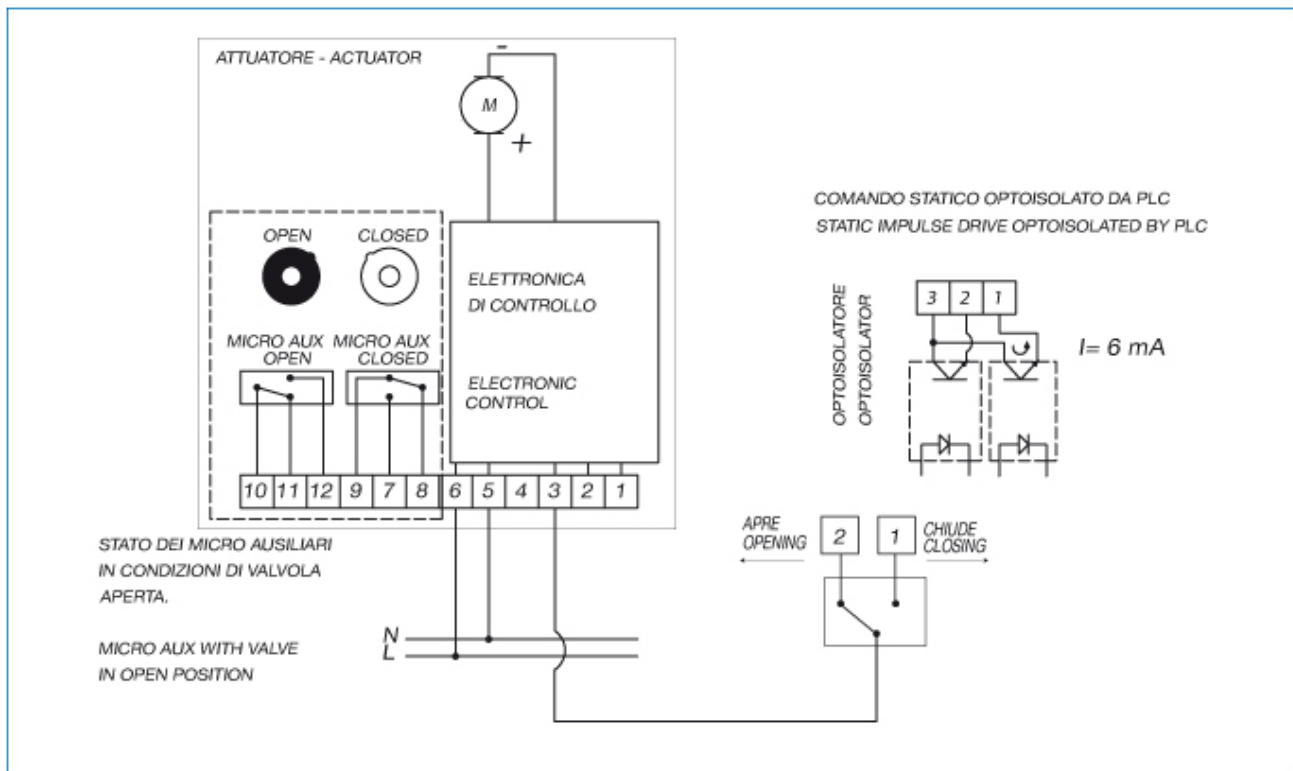 ATTUATORE - ACTUATOR
-
M
+
OPEN
CLOSED
ELETTRONICA
DI CONTROLLO
MICRO AUX
OPEN
MICRO AUX
CLOSED
ELECTRONIC
CONTROL
10 11 12 9 7 8 6 5 4 3 2 1
STATO DEI MICRO AUSILIARI
IN CONDIZIONI DI VALVOLA
APERTA.
MICRO AUX WITH VALVE
IN OPEN POSITION
N
L
COMANDO STATICO OPTOISOLATO DA PLC
STATIC IMPULSE DRIVE OPTOISOLATED BY PLC
3 2 1
OPTOISOLATORE
OPTOISOLATOR
I= 6 mA
APRE
OPENING
2
1
CHIUDE
CLOSING